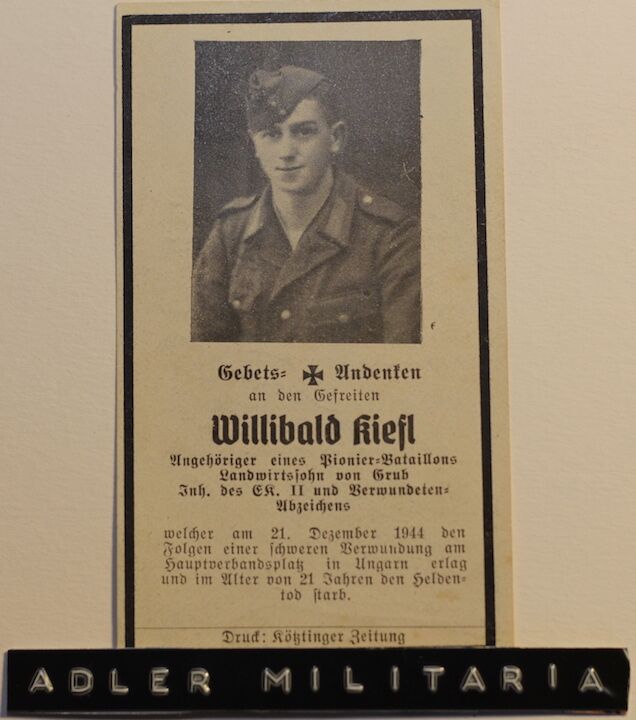 Gebets- Andenken
an den Gefreiten
Willibald Kiefl
Angehöriger eines Pionier-Bataillons
Landwirtssohn von Grub
Inh. des EK. II und Verwundeten-
Abzeichens
welcher am 21. Dezember 1944 den
Folgen einer schweren Verwundung am
Hauptverbandsplatz in Ungarn erlag
und im Alter von 21 Jahren den Helden-
tod starb.
Druck: Kötztinger Zeitung
ADLER MILITARIA